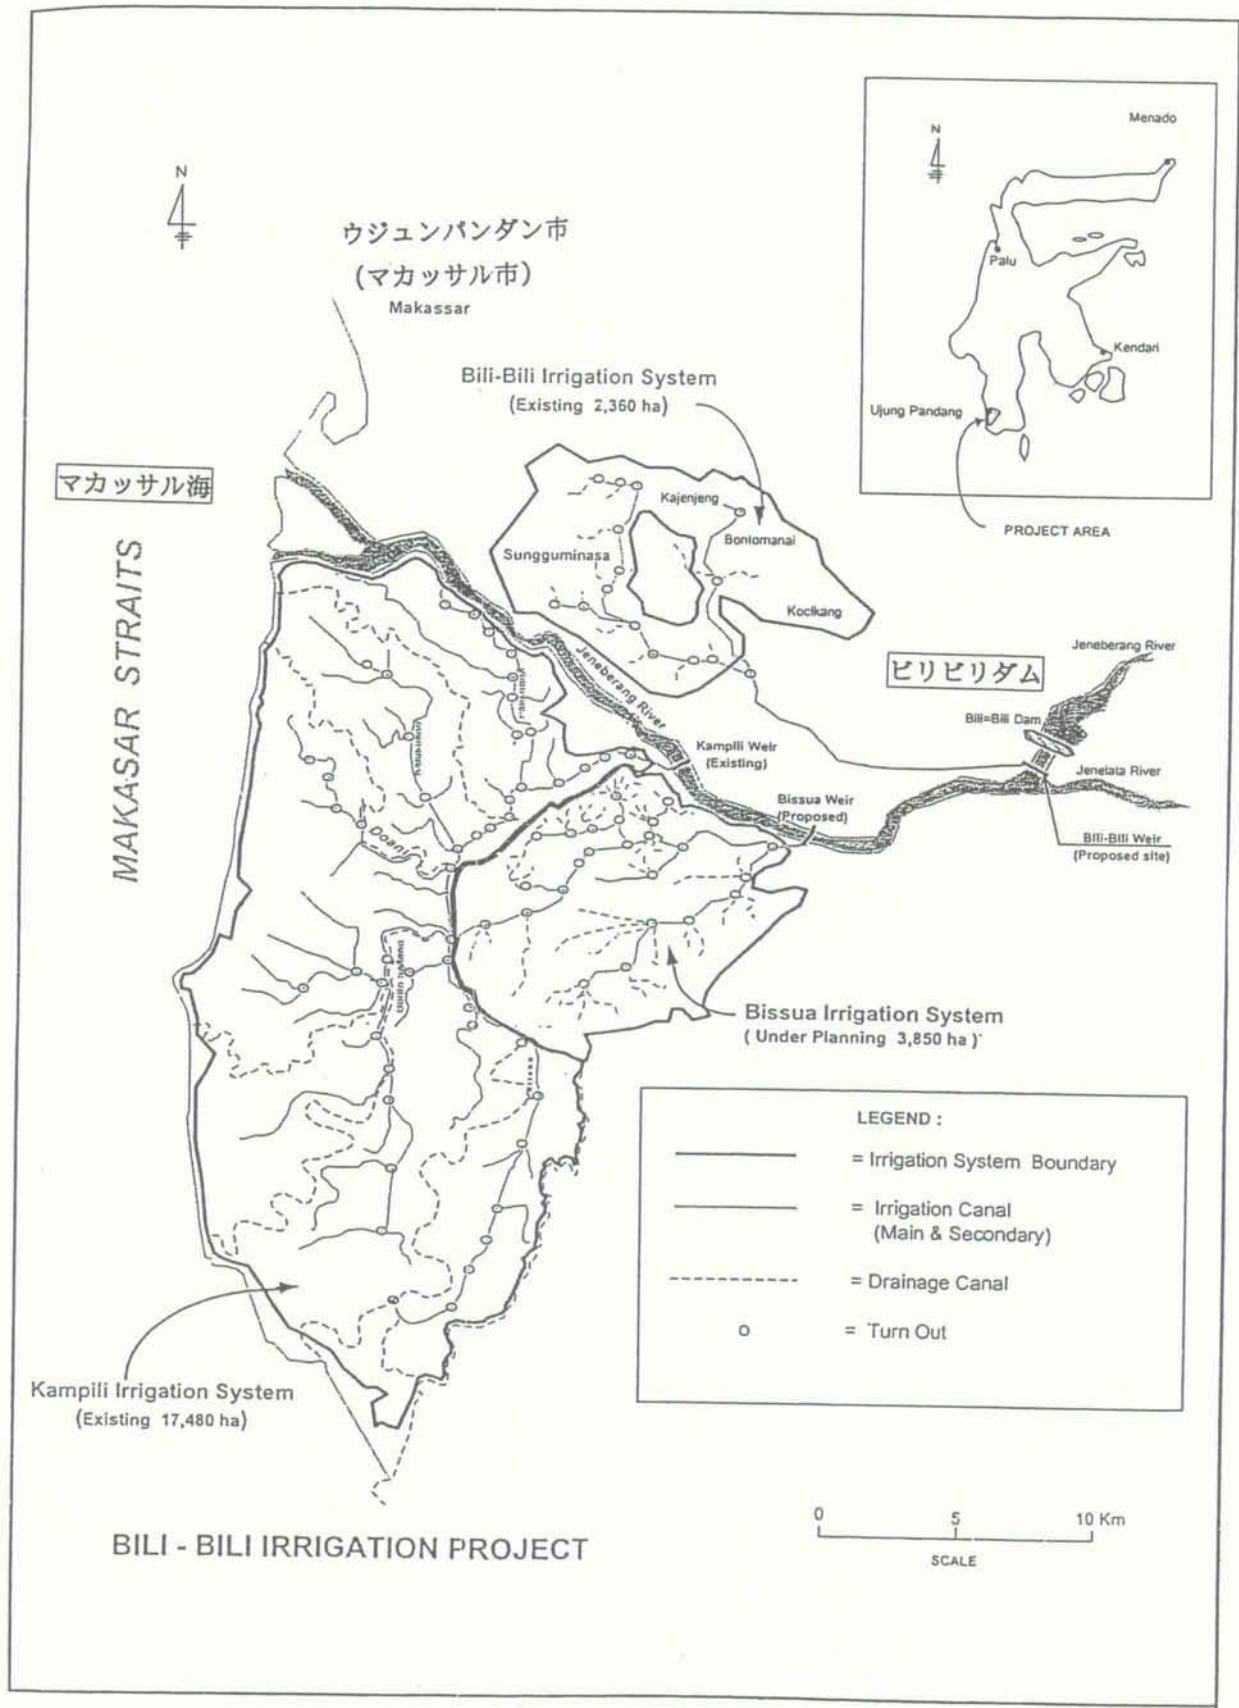 N
ウジュンパンダン市
(マカッサル市)
Makassar
マカッサル海
MAKASAR STRAITS
Bili-Bili Irrigation System
(Existing 2,360 ha)
Kajenjeng
Bontomanai
Sungguminasa
Jeneberang River
Kampili Weir
(Existing)
Bissua Weir
(Proposed)
ビリビリダム
Jeneberang River
Bili=Bili Dam
Jenelata River
Bili-Bili Weir
(Proposed site)
N
Menado
Palu
Kendari
Ujung Pandang
PROJECT AREA
Bissua Irrigation System
( Under Planning 3,850 ha )
Kampili Irrigation System
(Existing 17,480 ha)
LEGEND :
= Irrigation System Boundary
= Irrigation Canal
(Main & Secondary)
= Drainage Canal
= Turn Out
BILI - BILI IRRIGATION PROJECT
0 5 10 Km
SCALE